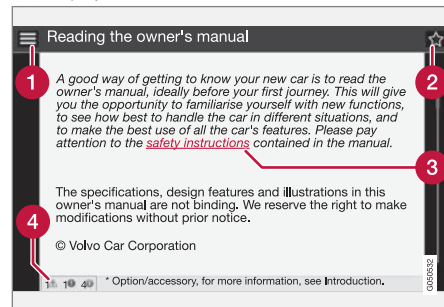 Reading the owner's manual
1
2
A good way of getting to know your new car is to read the
owner's manual, ideally before your first journey. This will give
you the opportunity to familiarise yourself with new functions,
to see how best to handle the car in different situations, and
to make the best use of all the car's features. Please pay
attention to the safety instructions contained in the manual.
3
The specifications, design features and illustrations in this
owner's manual are not binding. We reserve the right to make
modifications without prior notice.
4
© Volvo Car Corporation
1 1 4 * Option/accessory, for more information, see Introduction.
G050532